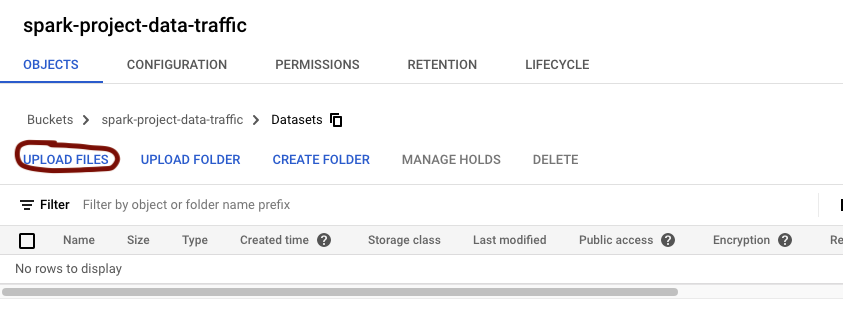 spark-project-data-traffic
OBJECTS CONFIGURATION PERMISSIONS RETENTION LIFECYCLE
Buckets > spark-project-data-traffic > Datasets
UPLOAD FILES UPLOAD FOLDER CREATE FOLDER MANAGE HOLDS DELETE
Filter Filter by object or folder name prefix
Name Size Type Created time ? Storage class Last modified Public access ? Encryption ? Re
No rows to display